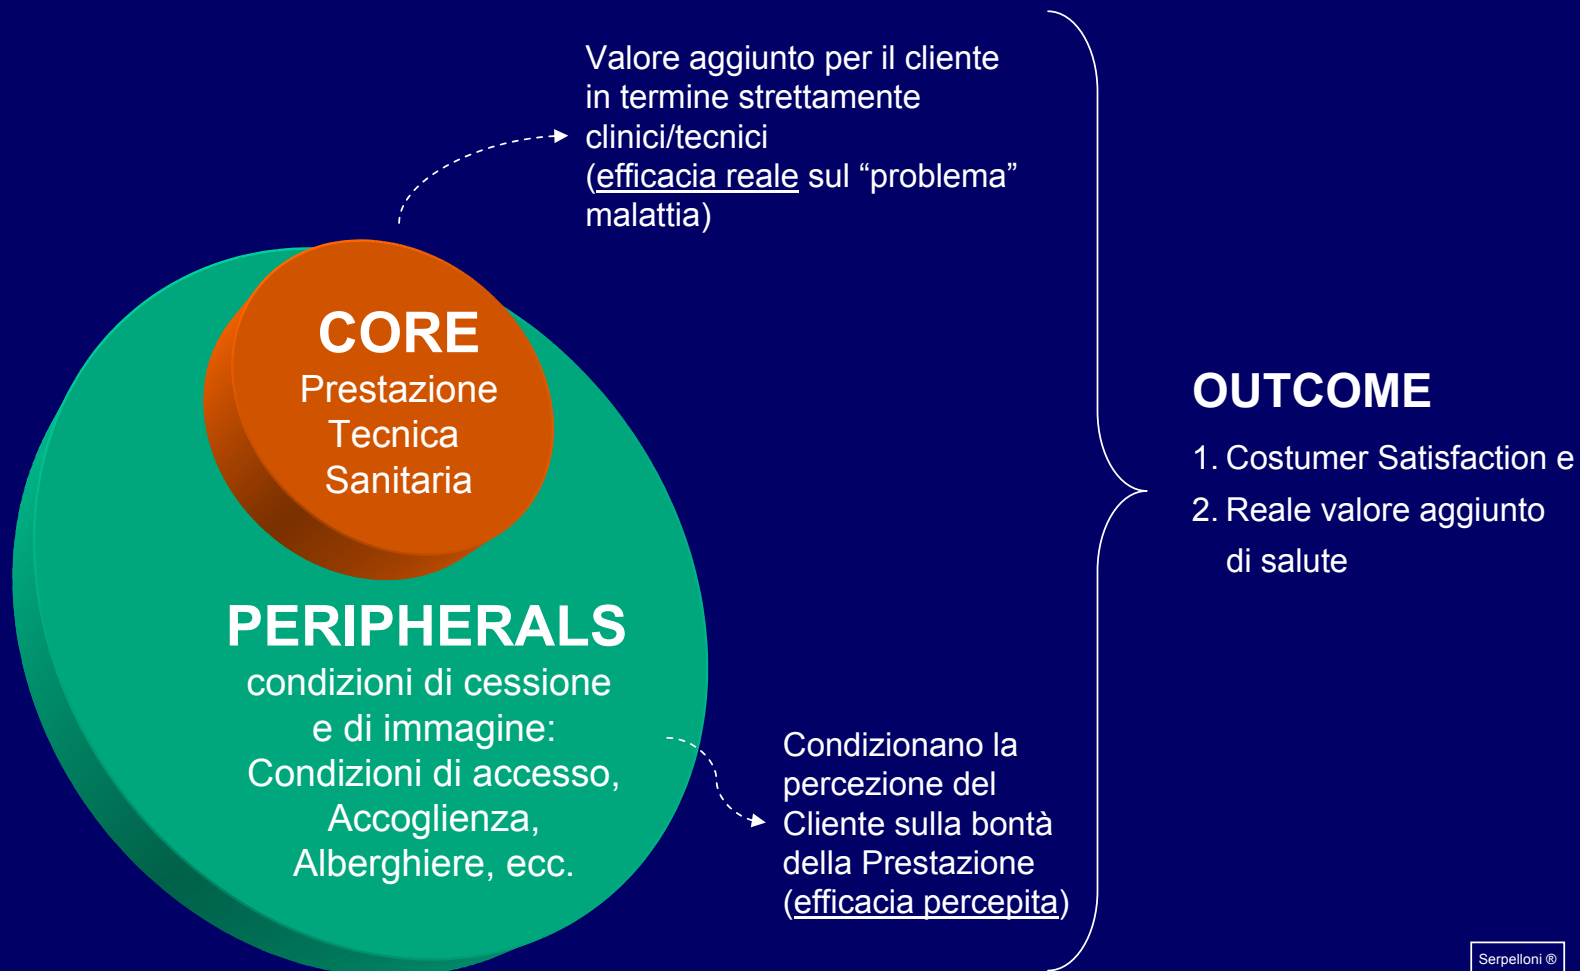 Valore aggiunto per il cliente
in termine strettamente
clinici/tecnici
(efficacia reale sul “problema”
malattia)
CORE
Prestazione
Tecnica
Sanitaria
PERIPHERALS
condizioni di cessione
e di immagine:
Condizioni di accesso,
Accoglienza,
Alberghiere, ecc.
Condizionano la
percezione del
Cliente sulla bontà
della Prestazione
(efficacia percepita)
OUTCOME
1. Costumer Satisfaction e
2. Reale valore aggiunto
di salute
Serpelloni ®